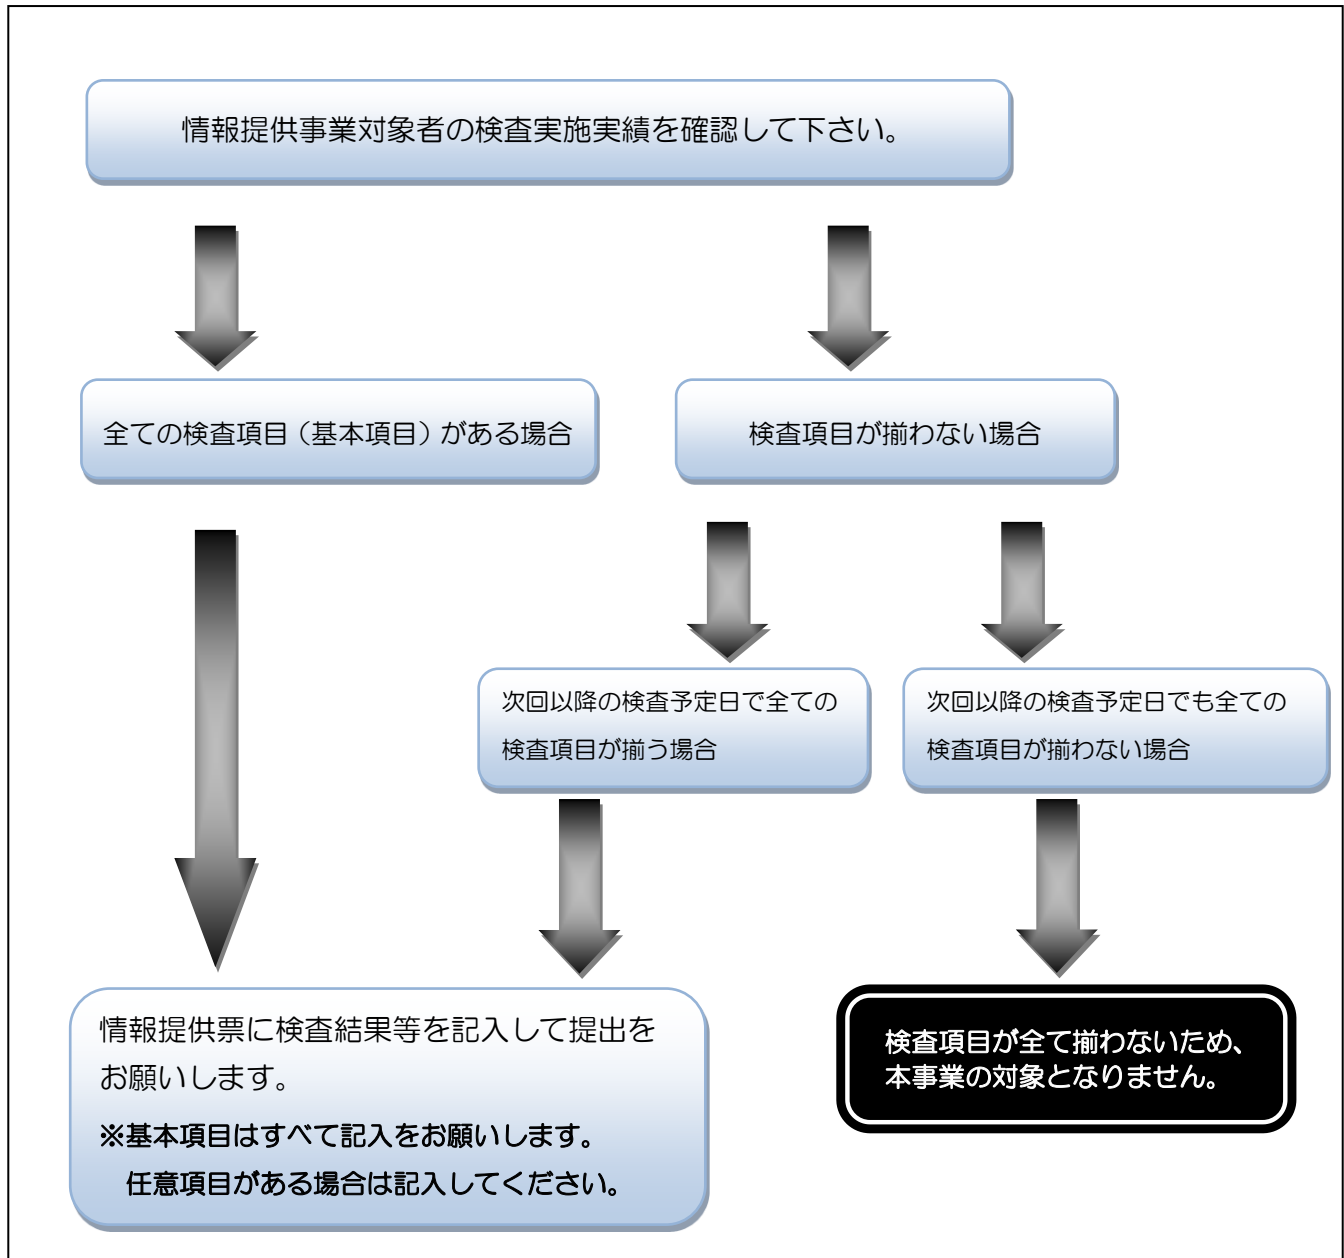 情報提供事業対象者の検査実施実績を確認して下さい。
全ての検査項目（基本項目）がある場合
検査項目が揃わない場合
次回以降の検査予定日で全ての
検査項目が揃う場合
次回以降の検査予定日でも全ての
検査項目が揃わない場合
情報提供票に検査結果等を記入して提出を
お願いします。
※基本項目はすべて記入をお願いします。
任意項目がある場合は記入してください。
検査項目が全て揃わないため、
本事業の対象となりません。